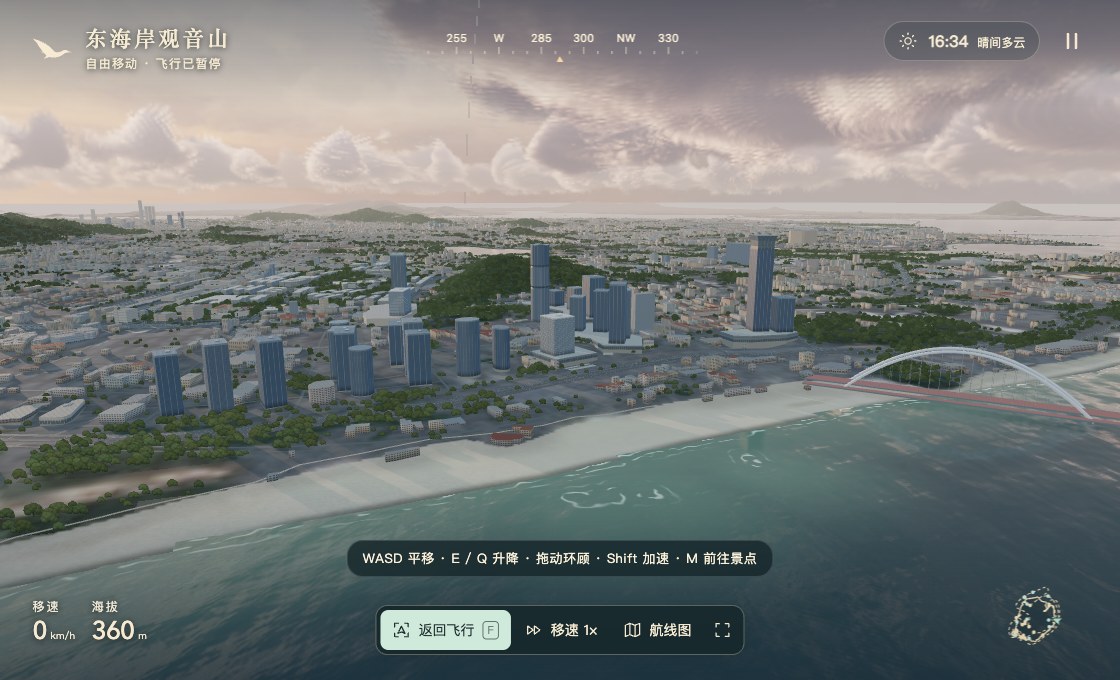 东海岸观音山
自由移动 · 飞行已暂停
255 W 285 300 NW 330
16:34 晴间多云
WASD 平移 · E / Q 升降 · 拖动环顾 · Shift 加速 · M 前往景点
移速 海拔
0 km/h 360 m
A 返回飞行 F 移速 1x 航线图